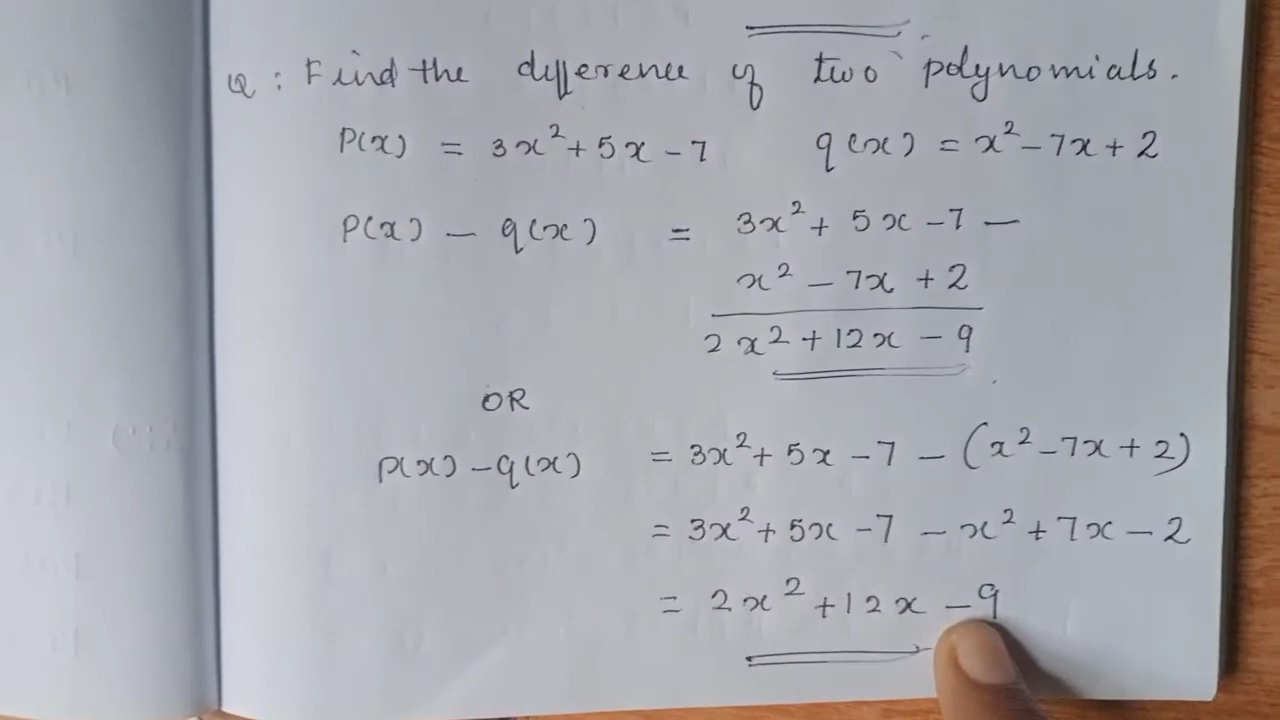 Q : Find the difference of two polynomials.
P(x) = 3x² + 5x - 7 q(x) = x² - 7x + 2
P(x) - q(x) = 3x² + 5x - 7 -
x² - 7x + 2
2x² + 12x - 9
OR
P(x) - q(x) = 3x² + 5x - 7 - (x² - 7x + 2)
= 3x² + 5x - 7 - x² + 7x - 2
= 2x² + 12x - 9